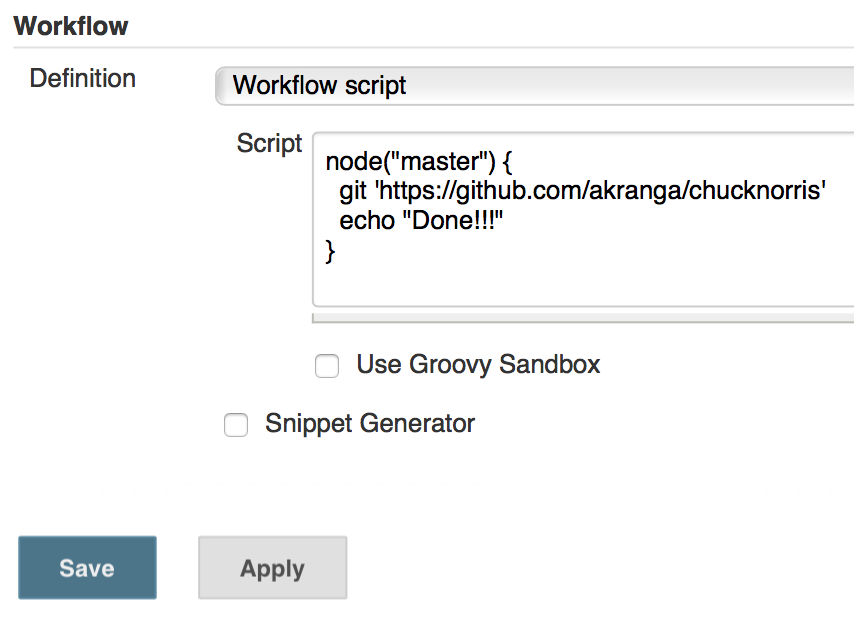 Workflow
Definition
Workflow script
Script
node("master") {
git 'https://github.com/akranga/chucknorris'
echo "Done!!!"
}
Use Groovy Sandbox
Snippet Generator
Save
Apply